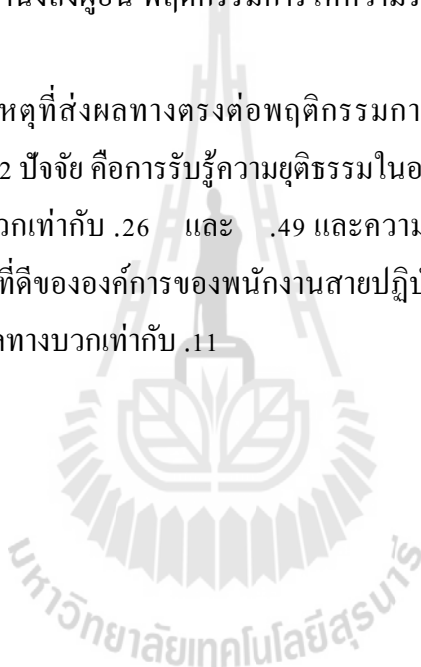 หตุที่ส่งผลทางตรงต่อพฤติกรรมกา
2 ปัจจัย คือการรับรู้ความยุติธรรมในอ
วกเท่ากับ .26 และ .49 และความ
ที่ดีขององค์การของพนักงานสายปฏิบั
ลทางบวกเท่ากับ .11
มหาวิทยาลัยเทคโนโลยีสุรนารี